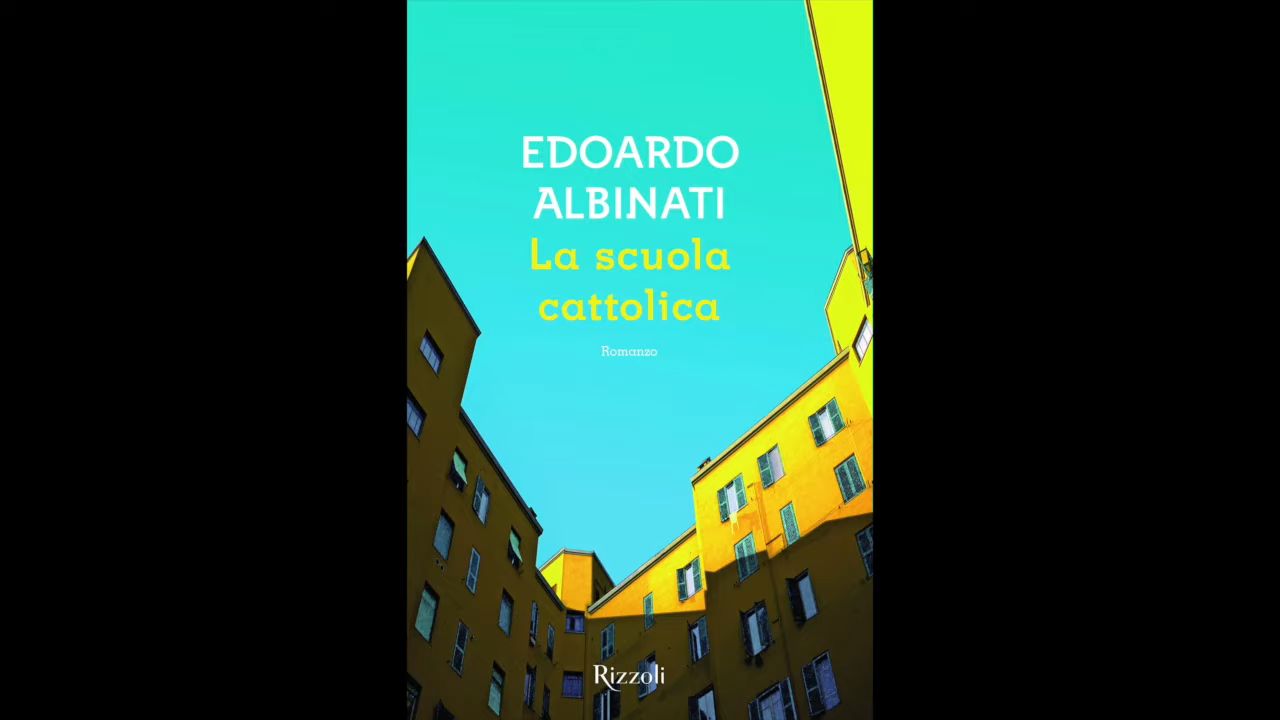 EDOARDO
ALBINATI
La scuola
cattolica
Romanzo
Rizzoli